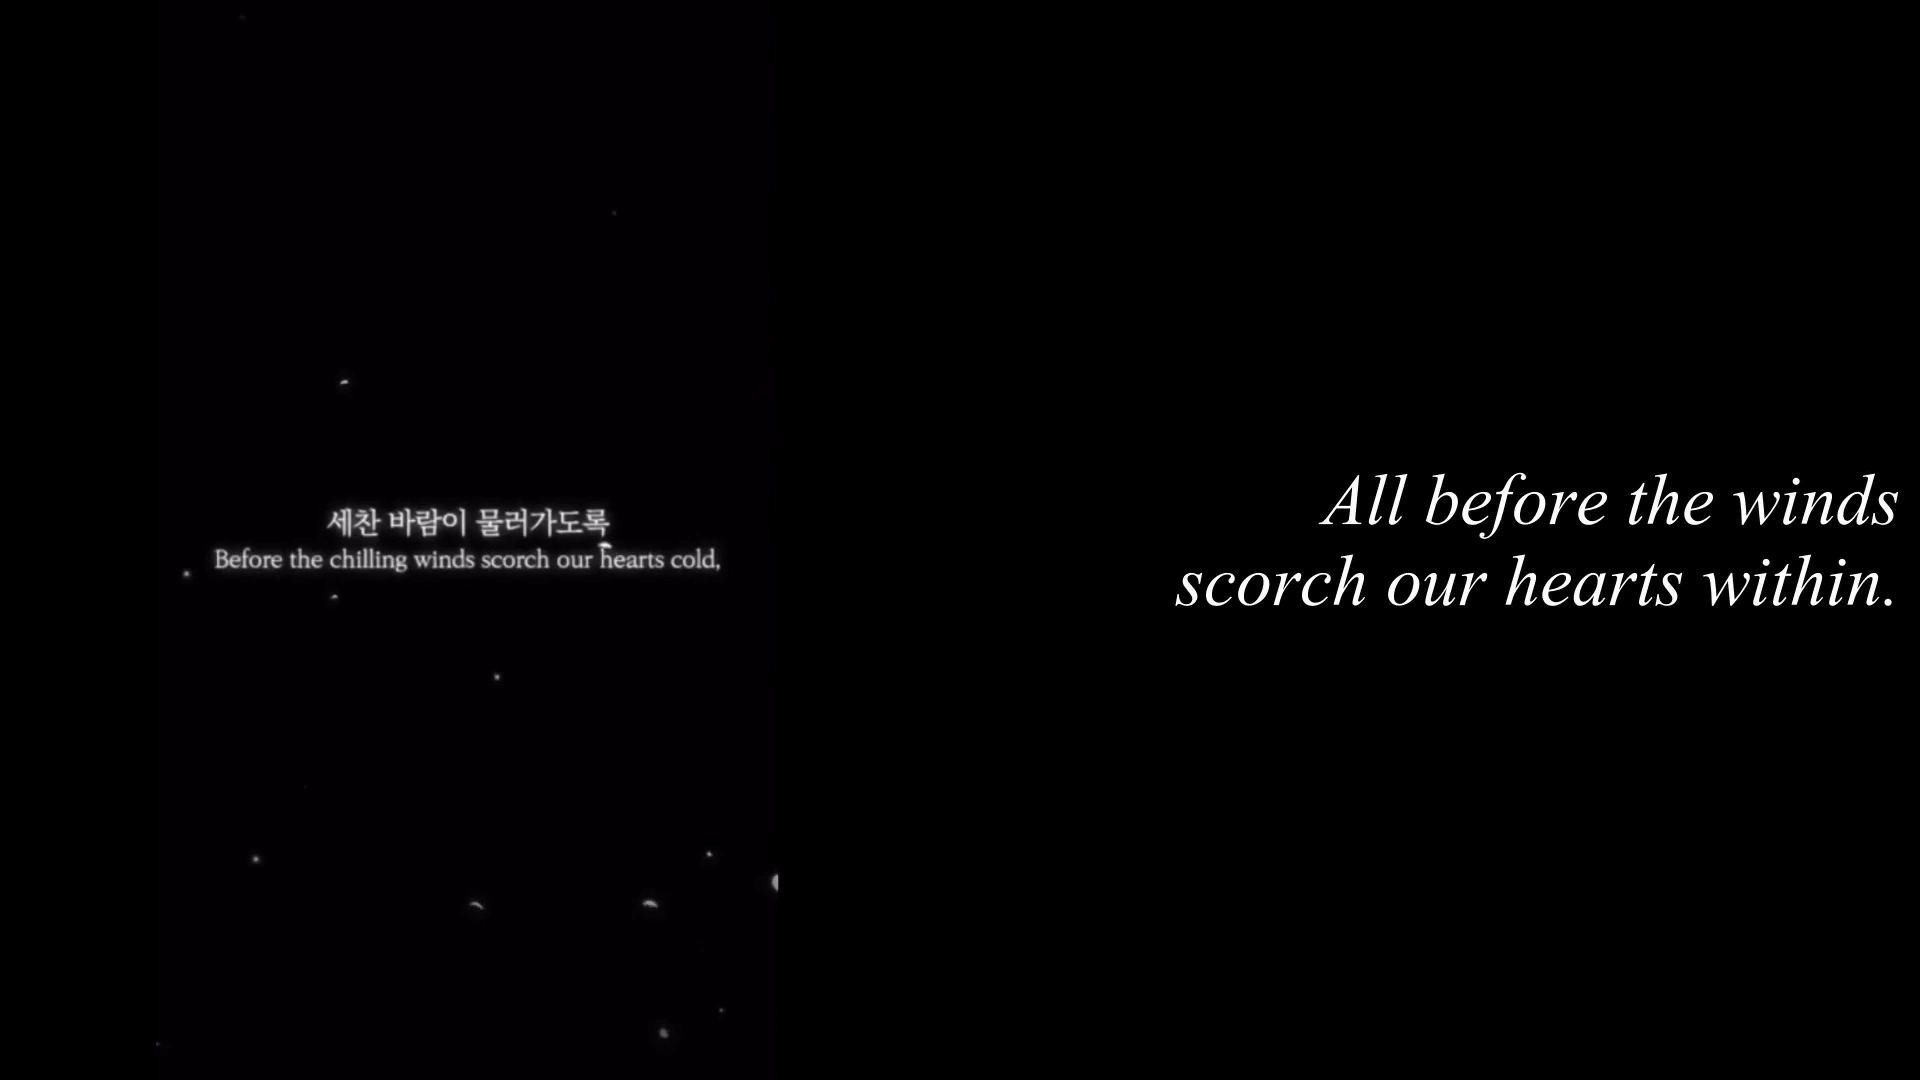 세찬 바람이 물러가도록
Before the chilling winds scorch our hearts cold,
All before the winds
scorch our hearts within.